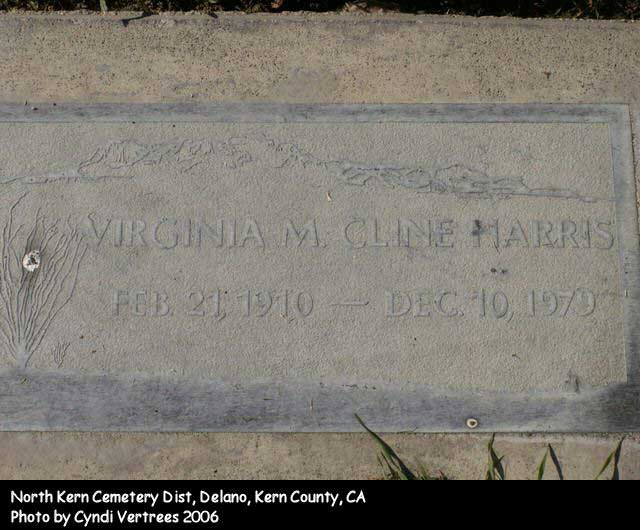 VIRGINIA M. CLINE HARRIS
FEB. 21, 1910 — DEC. 10, 1979
North Kern Cemetery Dist, Delano, Kern County, CA
Photo by Cyndi Vertrees 2006